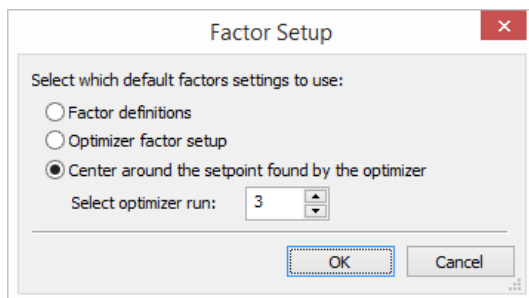 Factor Setup
Select which default factors settings to use:
Factor definitions
Optimizer factor setup
Center around the setpoint found by the optimizer
Select optimizer run: 3
OK Cancel